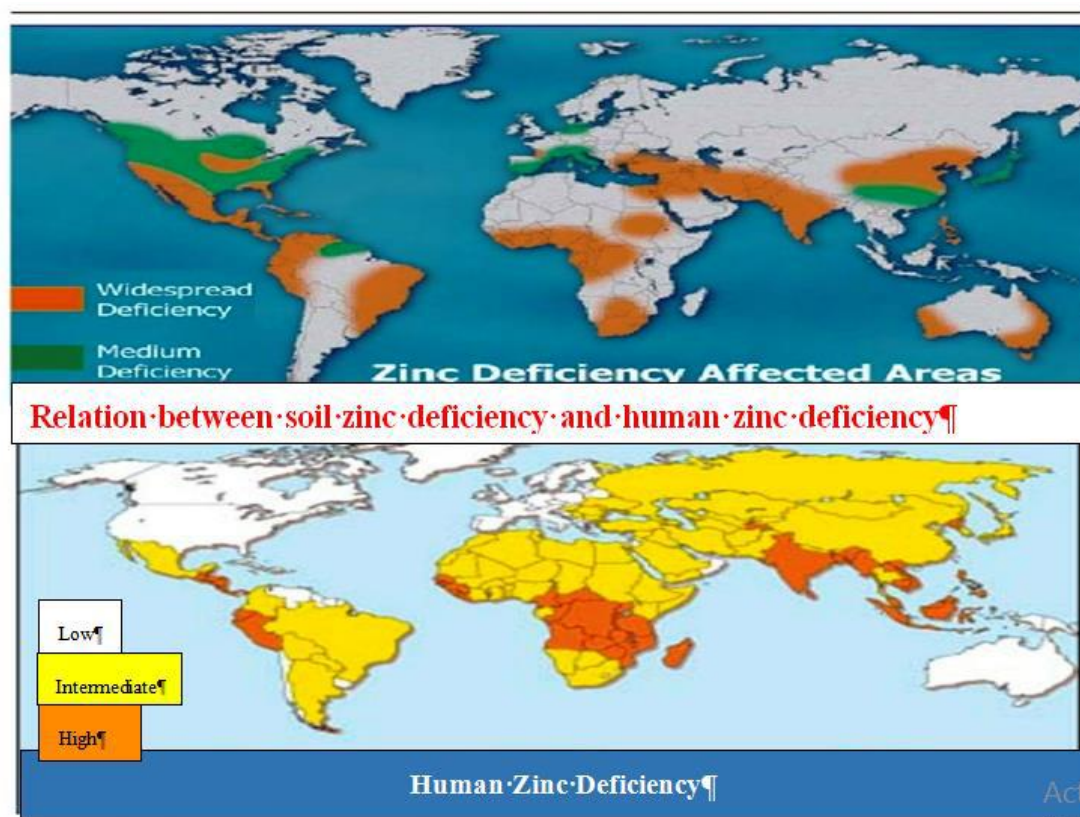 Widespread
Deficiency
Medium
Deficiency
Zinc Deficiency Affected Areas
Relation·between·soil·zinc·deficiency·and·human·zinc·deficiency¶
Low¶
Intermediate¶
High¶
Human·Zinc·Deficiency¶
Act